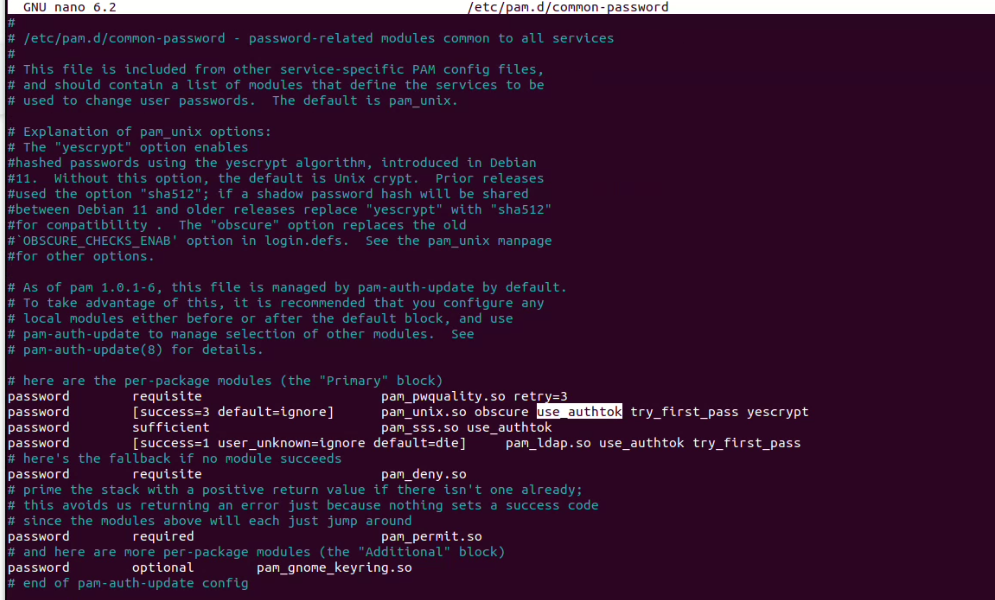 GNU nano 6.2 /etc/pam.d/common-password
#
# /etc/pam.d/common-password - password-related modules common to all services
#
# This file is included from other service-specific PAM config files,
# and should contain a list of modules that define the services to be
# used to change user passwords.  The default is pam_unix.

# Explanation of pam_unix options:
# The "yescrypt" option enables
#hashed passwords using the yescrypt algorithm, introduced in Debian
#11.  Without this option, the default is Unix crypt.  Prior releases
#used the option "sha512"; if a shadow password hash will be shared
#between Debian 11 and older releases replace "yescrypt" with "sha512"
#for compatibility .  The "obscure" option replaces the old
#`OBSCURE_CHECKS_ENAB' option in login.defs.  See the pam_unix manpage
#for other options.

# As of pam 1.0.1-6, this file is managed by pam-auth-update by default.
# To take advantage of this, it is recommended that you configure any
# local modules either before or after the default block, and use
# pam-auth-update to manage selection of other modules.  See
# pam-auth-update(8) for details.

# here are the per-package modules (the "Primary" block)
password        requisite                       pam_pwquality.so retry=3
password        [success=3 default=ignore]      pam_unix.so obscure use_authtok try_first_pass yescrypt
password        sufficient                      pam_sss.so use_authtok
password        [success=1 user_unknown=ignore default=die]     pam_ldap.so use_authtok try_first_pass
# here's the fallback if no module succeeds
password        requisite                       pam_deny.so
# prime the stack with a positive return value if there isn't one already;
# this avoids us returning an error just because nothing sets a success code
# since the modules above will each just jump around
password        required                        pam_permit.so
# and here are more per-package modules (the "Additional" block)
password        optional        pam_gnome_keyring.so
# end of pam-auth-update config